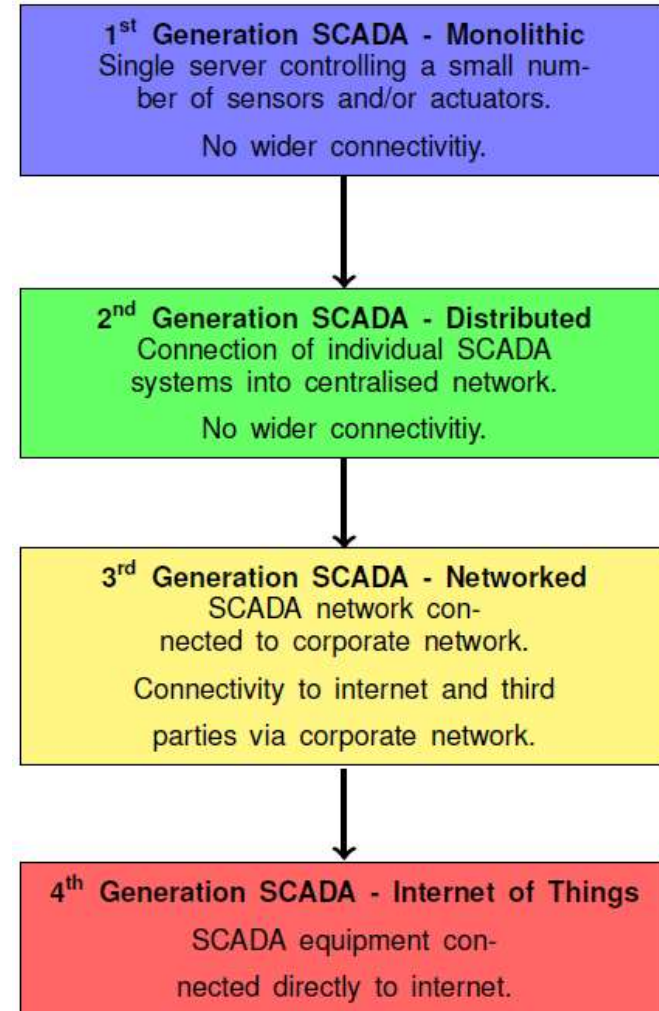 1st Generation SCADA - Monolithic
Single server controlling a small num-
ber of sensors and/or actuators.
No wider connectivitiy.
2nd Generation SCADA - Distributed
Connection of individual SCADA
systems into centralised network.
No wider connectivitiy.
3rd Generation SCADA - Networked
SCADA network con-
nected to corporate network.
Connectivity to internet and third
parties via corporate network.
4th Generation SCADA - Internet of Things
SCADA equipment con-
nected directly to internet.